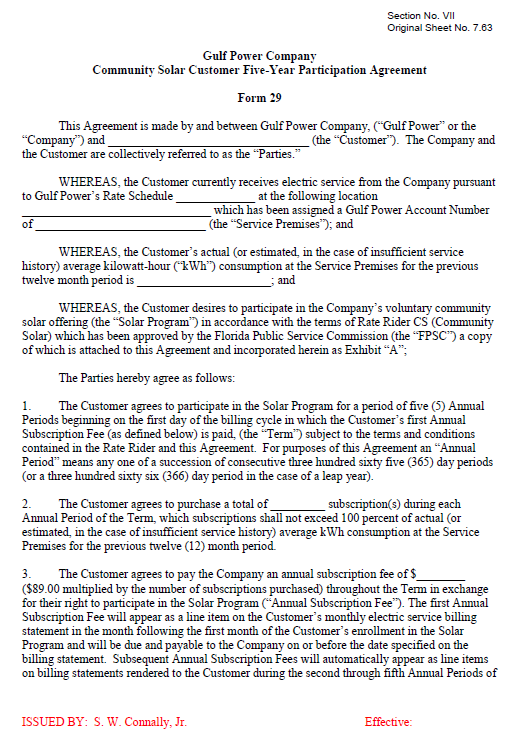 Section No. VII
Original Sheet No. 7.63
Gulf Power Company
Community Solar Customer Five-Year Participation Agreement
Form 29
This Agreement is made by and between Gulf Power Company, (“Gulf Power” or the
“Company”) and ______________________________ (the “Customer”). The Company and
the Customer are collectively referred to as the “Parties.”
WHEREAS, the Customer currently receives electric service from the Company pursuant
to Gulf Power’s Rate Schedule ____________ at the following location
____________________________ which has been assigned a Gulf Power Account Number
of __________________________ (the “Service Premises”); and
WHEREAS, the Customer’s actual (or estimated, in the case of insufficient service
history) average kilowatt-hour (“kWh”) consumption at the Service Premises for the previous
twelve month period is ____________________; and
WHEREAS, the Customer desires to participate in the Company’s voluntary community
solar offering (the “Solar Program”) in accordance with the terms of Rate Rider CS (Community
Solar) which has been approved by the Florida Public Service Commission (the “FPSC”) a copy
of which is attached to this Agreement and incorporated herein as Exhibit “A”;
The Parties hereby agree as follows:
1. The Customer agrees to participate in the Solar Program for a period of five (5) Annual
Periods beginning on the first day of the billing cycle in which the Customer’s first Annual
Subscription Fee (as defined below) is paid, (the “Term”) subject to the terms and conditions
contained in the Rate Rider and this Agreement. For purposes of this Agreement an “Annual
Period” means any one of a succession of consecutive three hundred sixty five (365) day periods
(or a three hundred sixty six (366) day period in the case of a leap year).
2. The Customer agrees to purchase a total of ________ subscription(s) during each
Annual Period of the Term, which subscriptions shall not exceed 100 percent of actual (or
estimated, in the case of insufficient service history) average kWh consumption at the Service
Premises for the previous twelve (12) month period.
3. The Customer agrees to pay the Company an annual subscription fee of $_______
($89.00 multiplied by the number of subscriptions purchased) throughout the Term in exchange
for their right to participate in the Solar Program (“Annual Subscription Fee”). The first Annual
Subscription Fee will appear as a line item on the Customer’s monthly electric service billing
statement in the month following the first month of the Customer’s enrollment in the Solar
Program and will be due and payable to the Company on or before the date specified on the
billing statement. Subsequent Annual Subscription Fees will automatically appear as line items
on billing statements rendered to the Customer during the second through fifth Annual Periods of
ISSUED BY: S. W. Connally, Jr.
Effective: